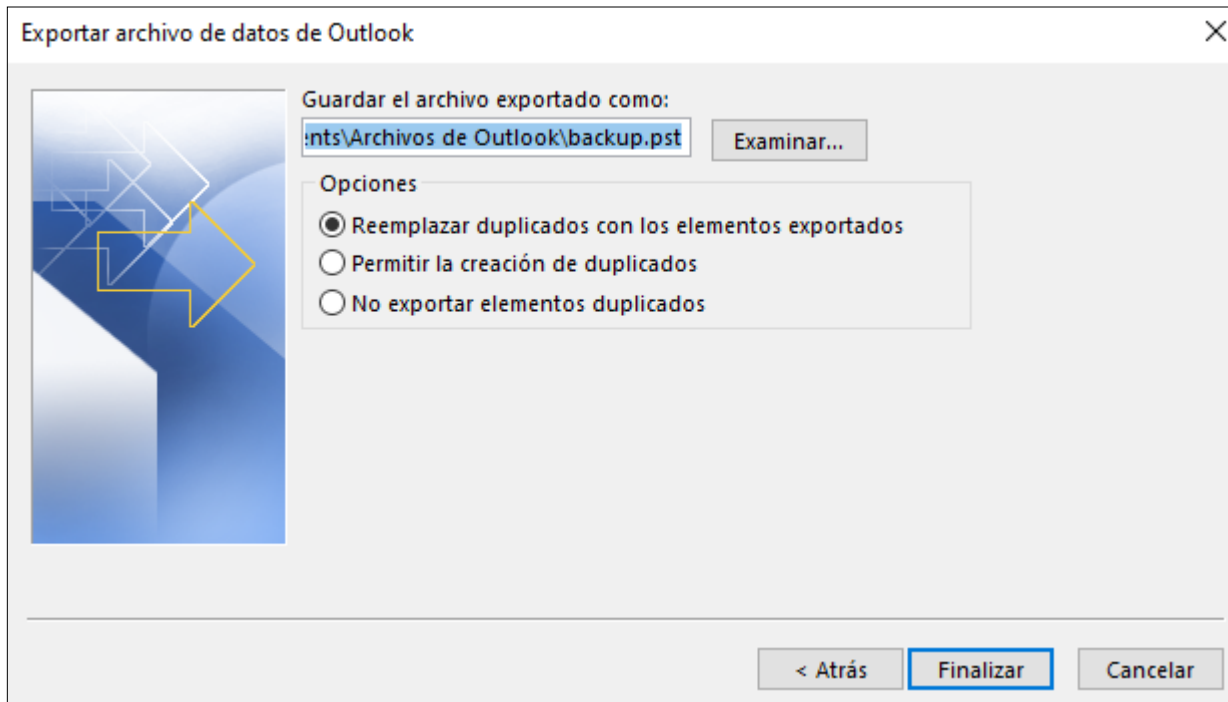 Exportar archivo de datos de Outlook
Guardar el archivo exportado como:
nts\Archivos de Outlook\backup.pst
Examinar...
Opciones
Reemplazar duplicados con los elementos exportados
Permitir la creación de duplicados
No exportar elementos duplicados
< Atrás
Finalizar
Cancelar